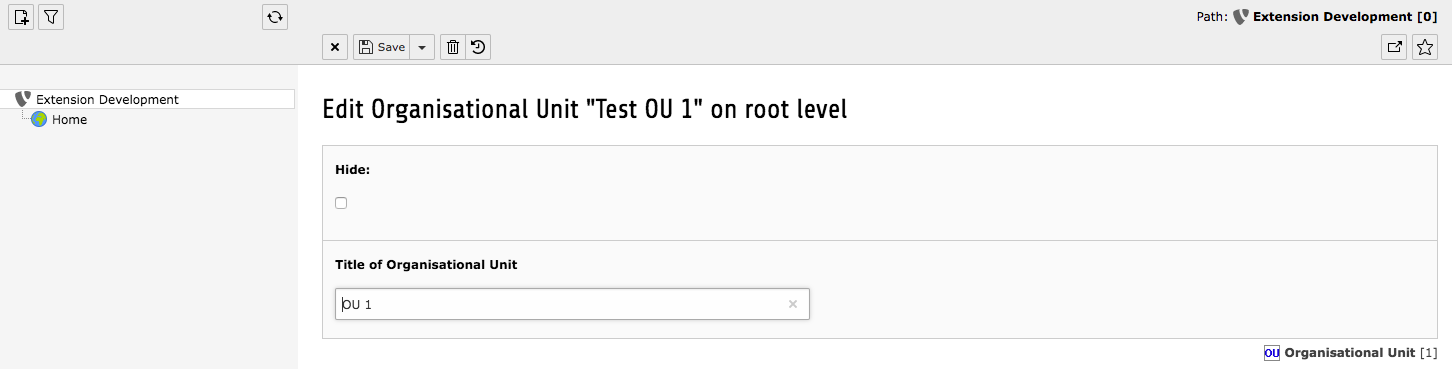 Path: Extension Development [0]
Save
Extension Development
Home
Edit Organisational Unit "Test OU 1" on root level
Hide:
Title of Organisational Unit
OU 1
OU Organisational Unit [1]